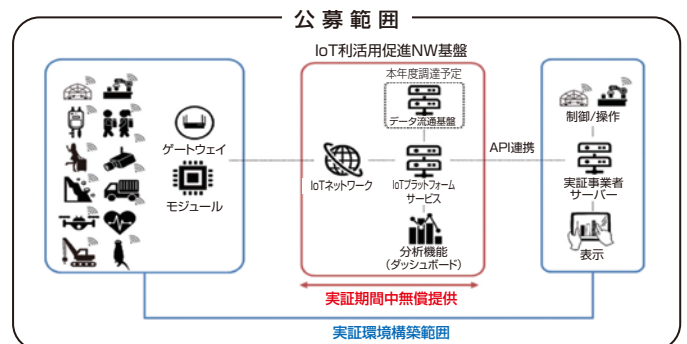 公募範囲
IoT利活用促進NW基盤
本年度調達予定
データ流通基盤
ゲートウェイ
モジュール
IoTネットワーク
IoTプラットフォーム
サービス
分析機能
(ダッシュボード)
API連携
制御/操作
実証事業者
サーバー
表示
実証期間中無償提供
実証環境構築範囲